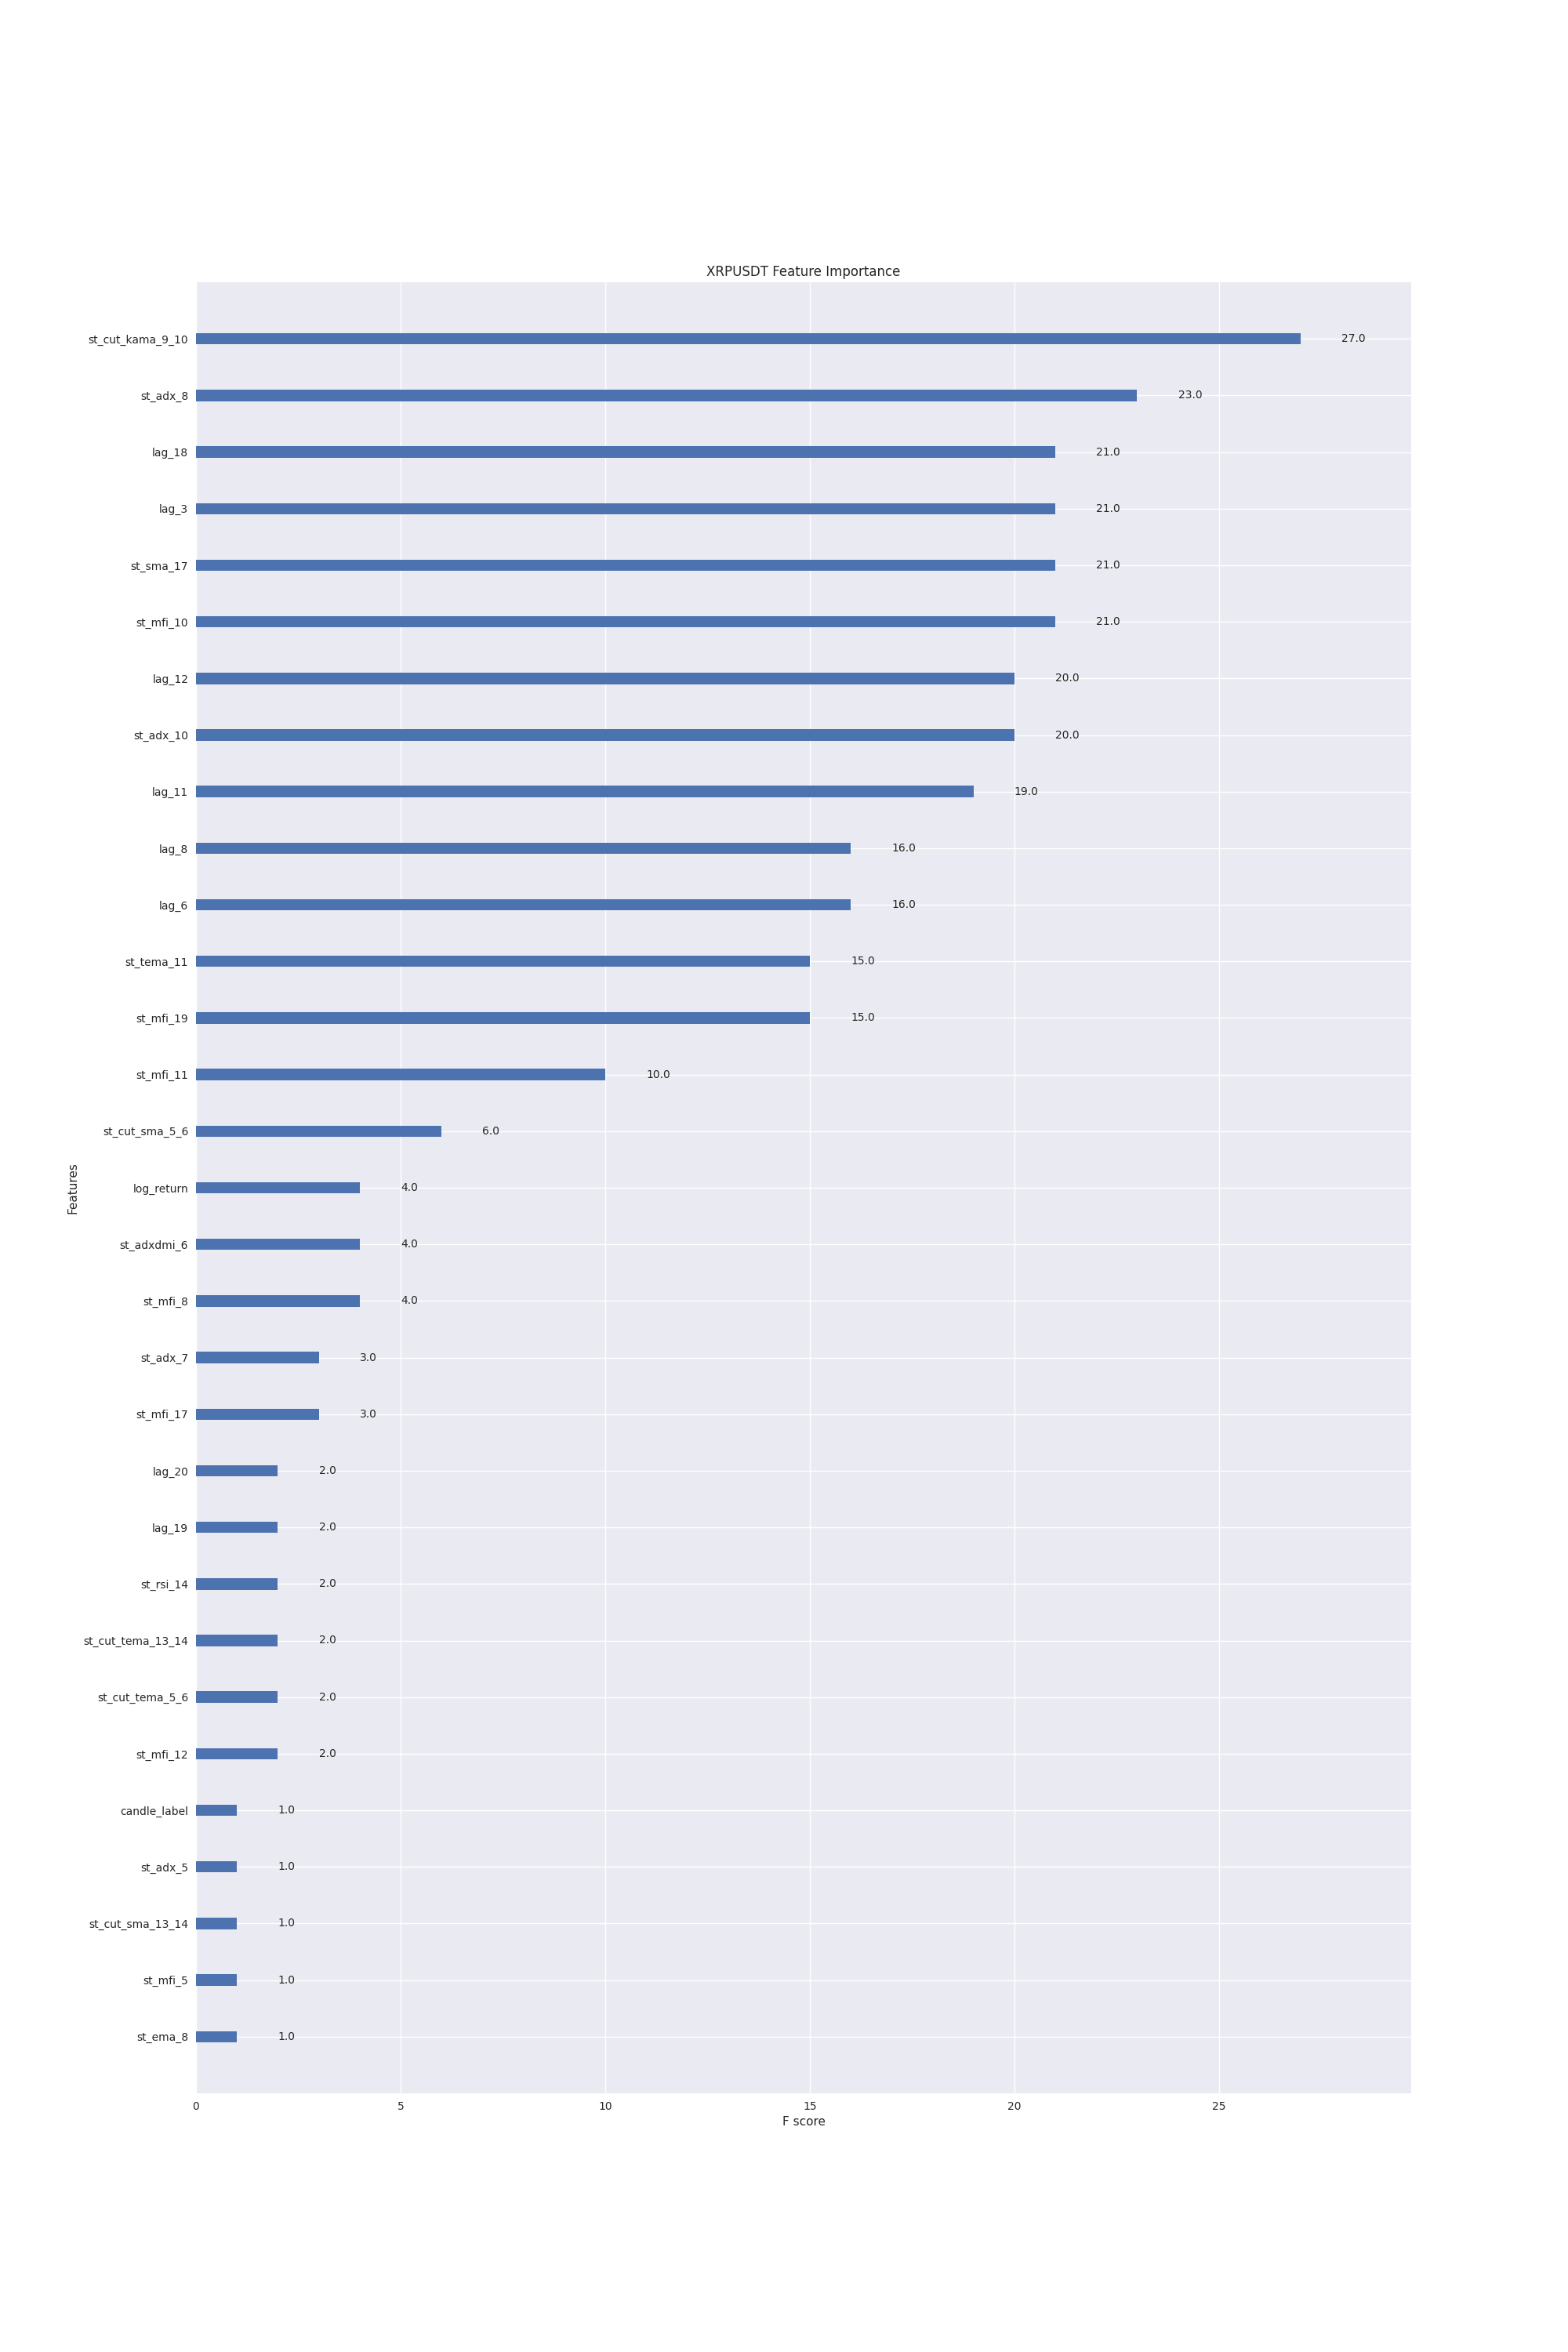 XRPUSDT Feature Importance
st_cut_kama_9_10 27.0
st_adx_8 23.0
lag_18 21.0
lag_3 21.0
st_sma_17 21.0
st_mfi_10 21.0
lag_12 20.0
st_adx_10 20.0
lag_11 19.0
lag_8 16.0
lag_6 16.0
st_tema_11 15.0
st_mfi_19 15.0
st_mfi_11 10.0
st_cut_sma_5_6 6.0
log_return 4.0
st_adxdmi_6 4.0
st_mfi_8 4.0
st_adx_7 3.0
st_mfi_17 3.0
lag_20 2.0
lag_19 2.0
st_rsi_14 2.0
st_cut_tema_13_14 2.0
st_cut_tema_5_6 2.0
st_mfi_12 2.0
candle_label 1.0
st_adx_5 1.0
st_cut_sma_13_14 1.0
st_mfi_5 1.0
st_ema_8 1.0
Features
0 5 10 15 20 25
F score